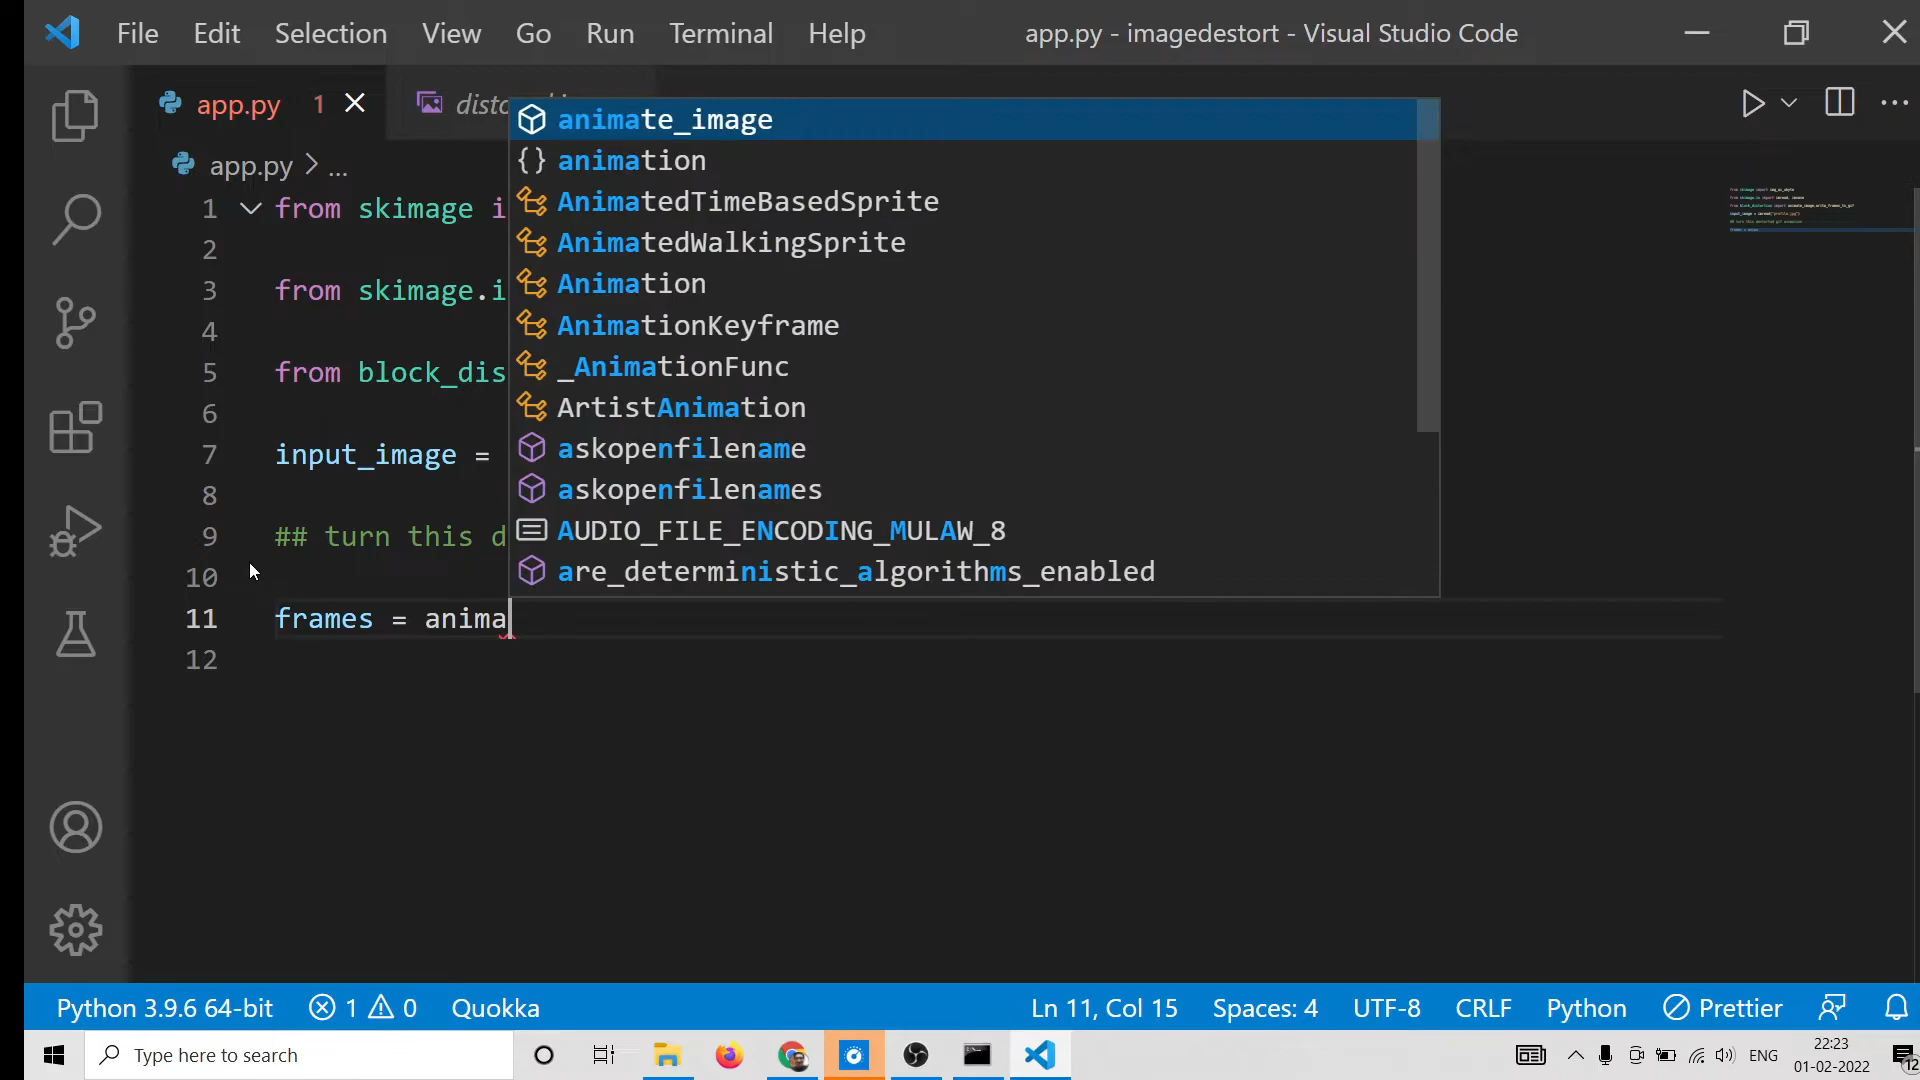 File Edit Selection View Go Run Terminal Help app.py - imagedestort - Visual Studio Code
app.py 1
app.py > ...
1 from skimage i
2
3 from skimage.i
4
5 from block_dis
6
7 input_image =
8
9 ## turn this d
10
11 frames = anima
12
animate_image
animation
AnimatedTimeBasedSprite
AnimatedWalkingSprite
Animation
AnimationKeyframe
_AnimationFunc
ArtistAnimation
askopenfilename
askopenfilenames
AUDIO_FILE_ENCODING_MULAW_8
are_deterministic_algorithms_enabled
Python 3.9.6 64-bit 1 0 Quokka Ln 11, Col 15 Spaces: 4 UTF-8 CRLF Python Prettier
Type here to search ENG 22:23
01-02-2022 12